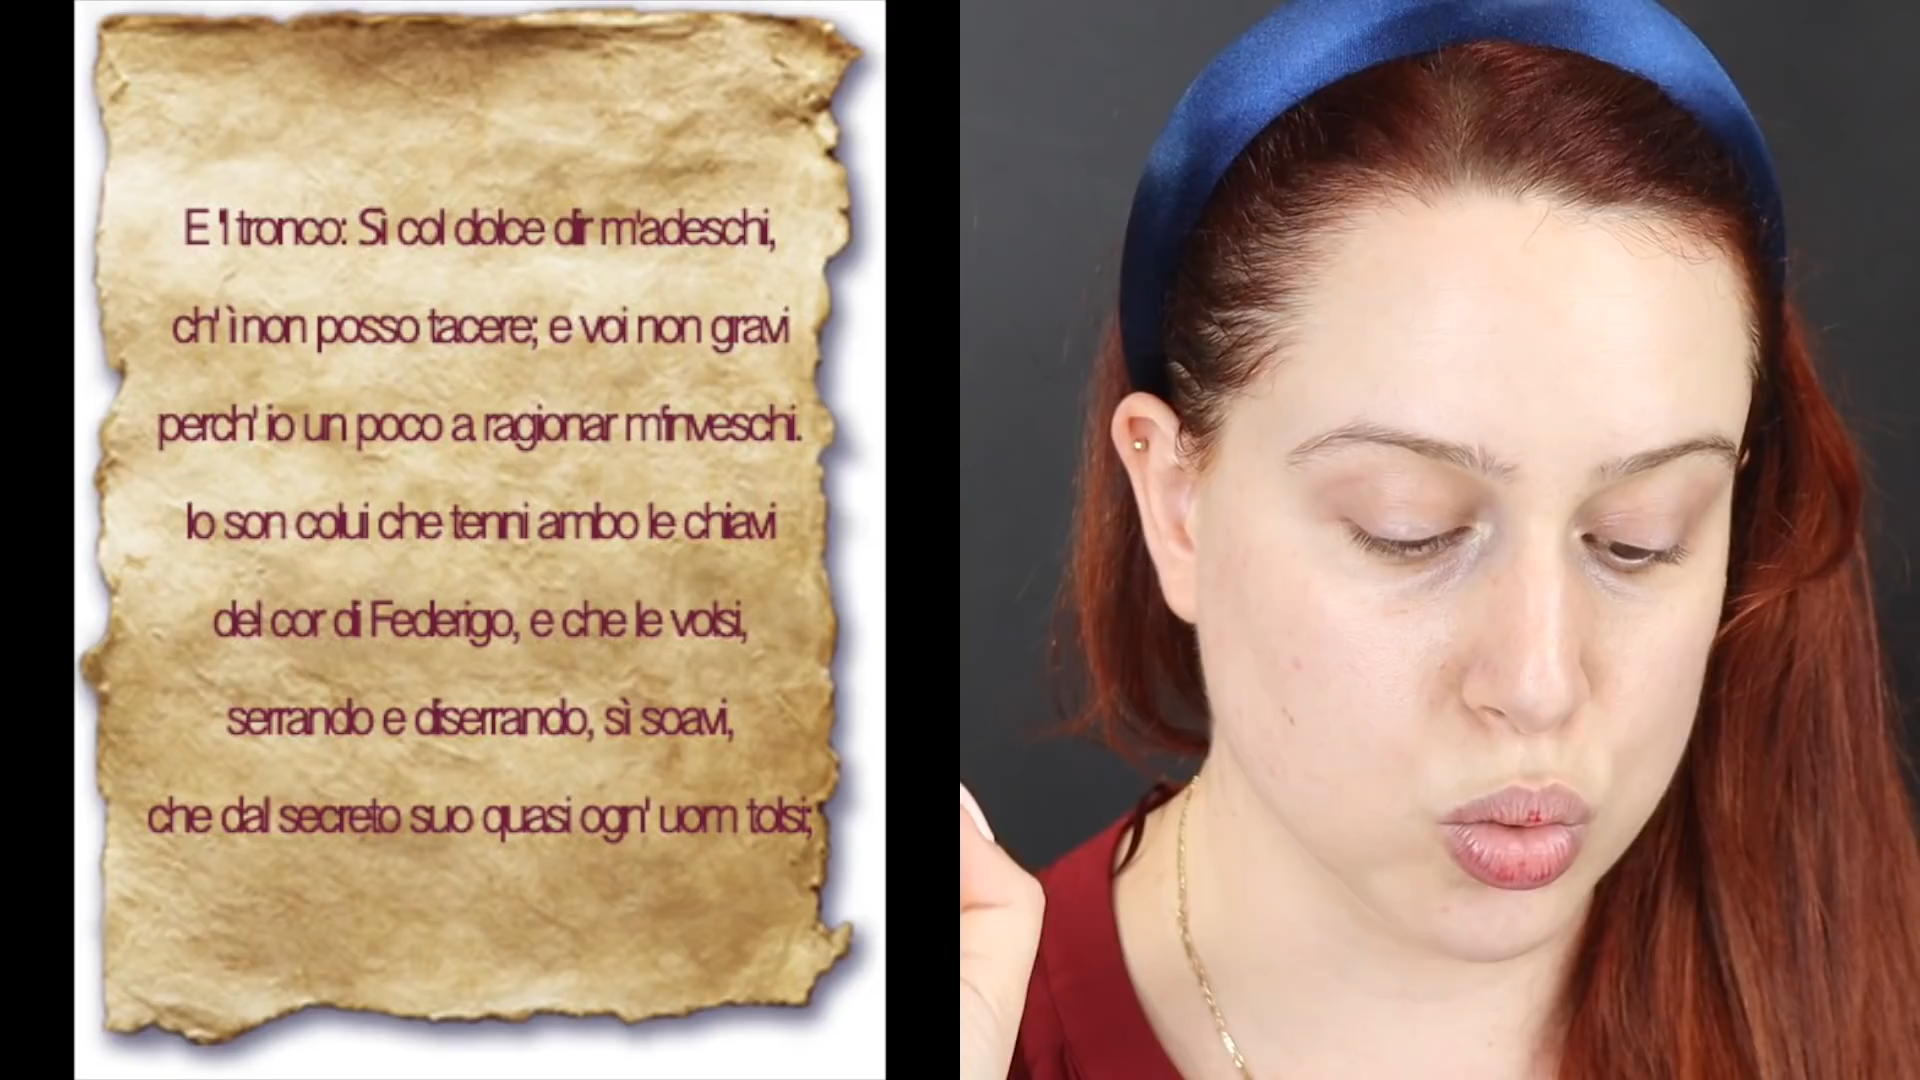 E 'l tronco: Sì col dolce dir m'adeschi,
ch' ì non posso tacere; e voi non gravi
perch' io un poco a ragionar m'inveschi.
Io son colui che tenni ambo le chiavi
del cor di Federigo, e che le volsi,
serrando e diserrando, sì soavi,
che dal secreto suo quasi ogn' uom tolsi;